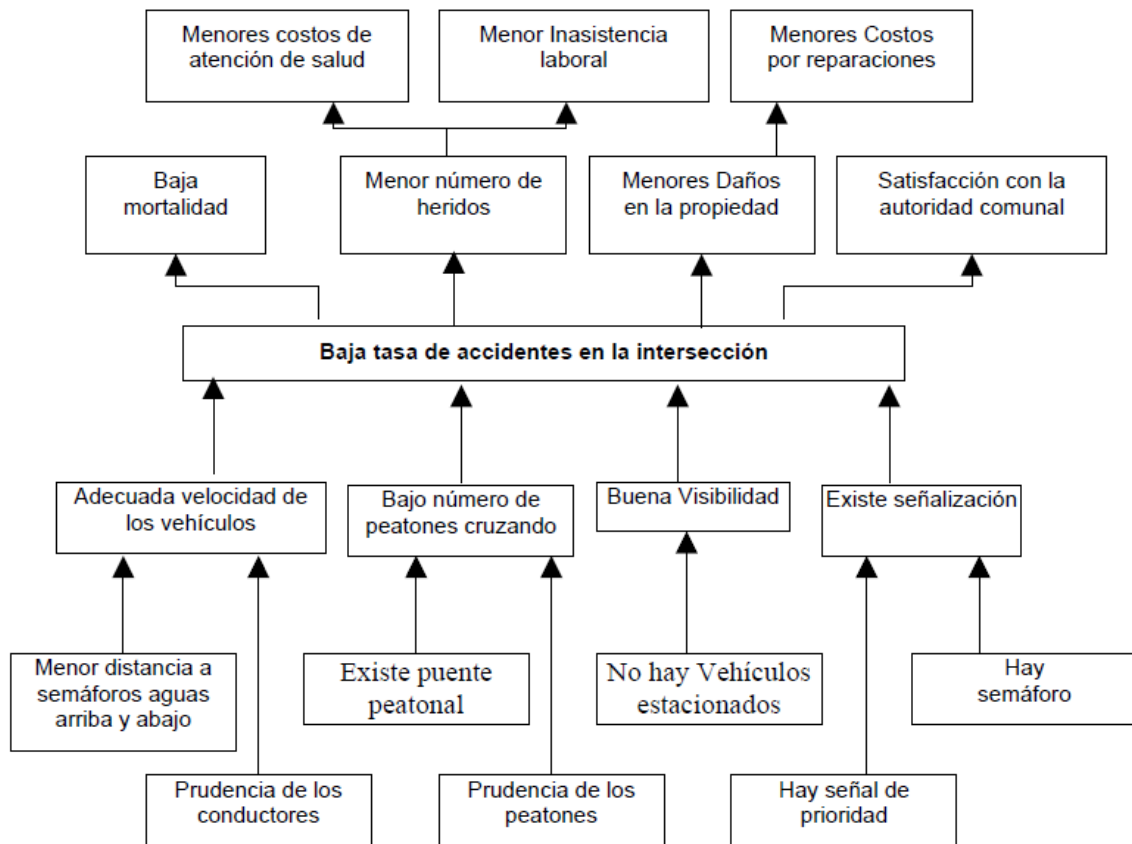 Menores costos de
atención de salud
Menor Inasistencia
laboral
Menores Costos
por reparaciones
Baja
mortalidad
Menor número de
heridos
Menores Daños
en la propiedad
Satisfacción con la
autoridad comunal
Baja tasa de accidentes en la intersección
Adecuada velocidad de
los vehículos
Bajo número de
peatones cruzando
Buena Visibilidad
Existe señalización
Menor distancia a
semáforos aguas
arriba y abajo
Existe puente
peatonal
No hay Vehículos
estacionados
Hay
semáforo
Prudencia de los
conductores
Prudencia de los
peatones
Hay señal de
prioridad